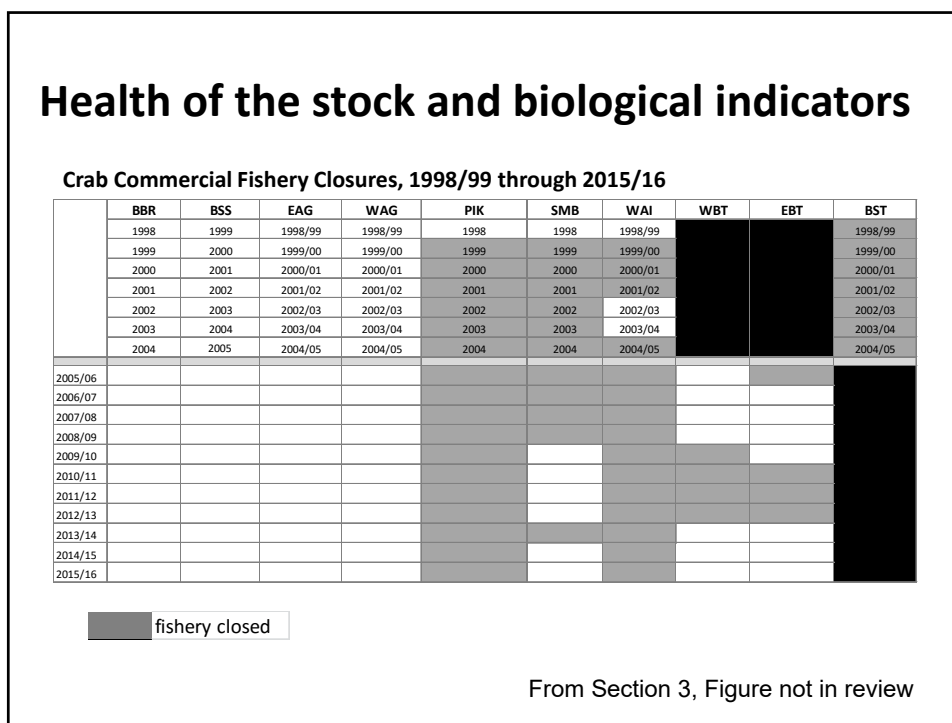 Health of the stock and biological indicators
Crab Commercial Fishery Closures, 1998/99 through 2015/16
BBR BSS EAG WAG PIK SMB WAI WBT EBT BST
1998 1999 1998/99 1998/99 1998 1998 1998/99 1998/99
1999 2000 1999/00 1999/00 1999 1999 1999/00 1999/00
2000 2001 2000/01 2000/01 2000 2000 2000/01 2000/01
2001 2002 2001/02 2001/02 2001 2001 2001/02 2001/02
2002 2003 2002/03 2002/03 2002 2002 2002/03 2002/03
2003 2004 2003/04 2003/04 2003 2003 2003/04 2003/04
2004 2005 2004/05 2004/05 2004 2004 2004/05 2004/05
2005/06
2006/07
2007/08
2008/09
2009/10
2010/11
2011/12
2012/13
2013/14
2014/15
2015/16
fishery closed
From Section 3, Figure not in review